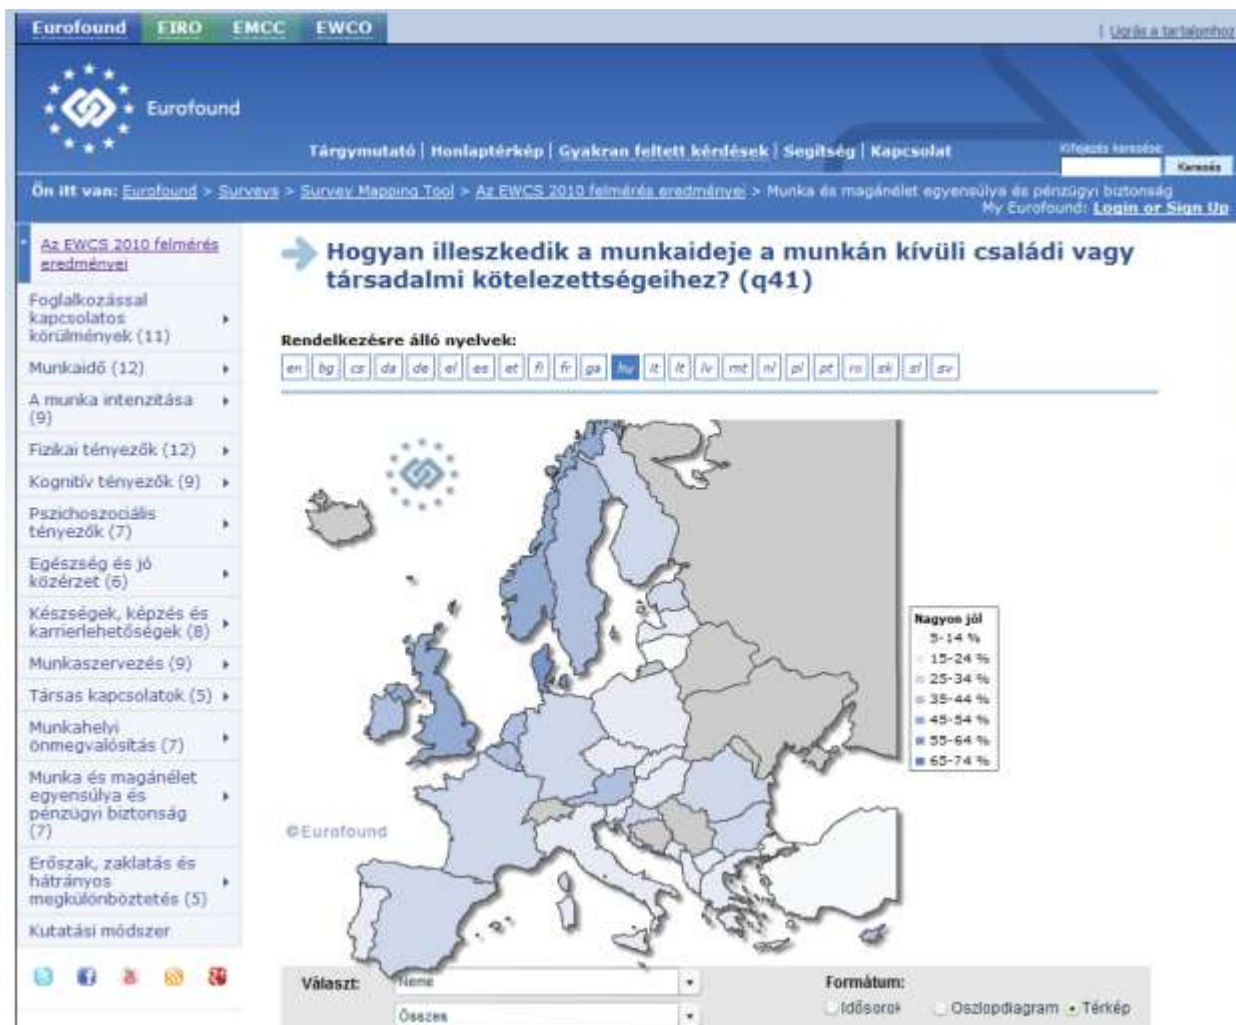 Eurofound EIRO EMCC EWCO
| Ugrás a tartalomhoz
Eurofound
Tárgymutató | Honlaptérkép | Gyakran feltett kérdések | Segítség | Kapcsolat
Kifejezés keresése:
Keresés
Ön itt van: Eurofound > Surveys > Survey Mapping Tool > Az EWCS 2010 felmérés eredményei > Munka és magánélet egyensúlya és pénzügyi biztonság
My Eurofound: Login or Sign Up
Az EWCS 2010 felmérés
eredményei
Foglalkozással
kapcsolatos
körülmények (11)
Munkaidő (12)
A munka intenzitása
(9)
Fizikai tényezők (12)
Kognitív tényezők (9)
Pszichoszociális
tényezők (7)
Egészség és jó
közérzet (6)
Készségek, képzés és
karrierlehetőségek (8)
Munkaszervezés (9)
Társas kapcsolatok (5)
Munkahelyi
önmegvalósítás (7)
Munka és magánélet
egyensúlya és
pénzügyi biztonság
(7)
Erőszak, zaklatás és
hátrányos
megkülönböztetés (5)
Kutatási módszer
Hogyan illeszkedik a munkaideje a munkán kívüli családi vagy
társadalmi kötelezettségeihez? (q41)
Rendelkezésre álló nyelvek:
en bg cs da de el es et fi fr ga hu it lt lv mt nl pl pt ro sk sl sv
Nagyon jól
5-14 %
15-24 %
25-34 %
35-44 %
45-54 %
55-64 %
65-74 %
©Eurofound
Választ:
Neme
Összes
Formátum:
Idősorok Oszlopdiagram Térkép